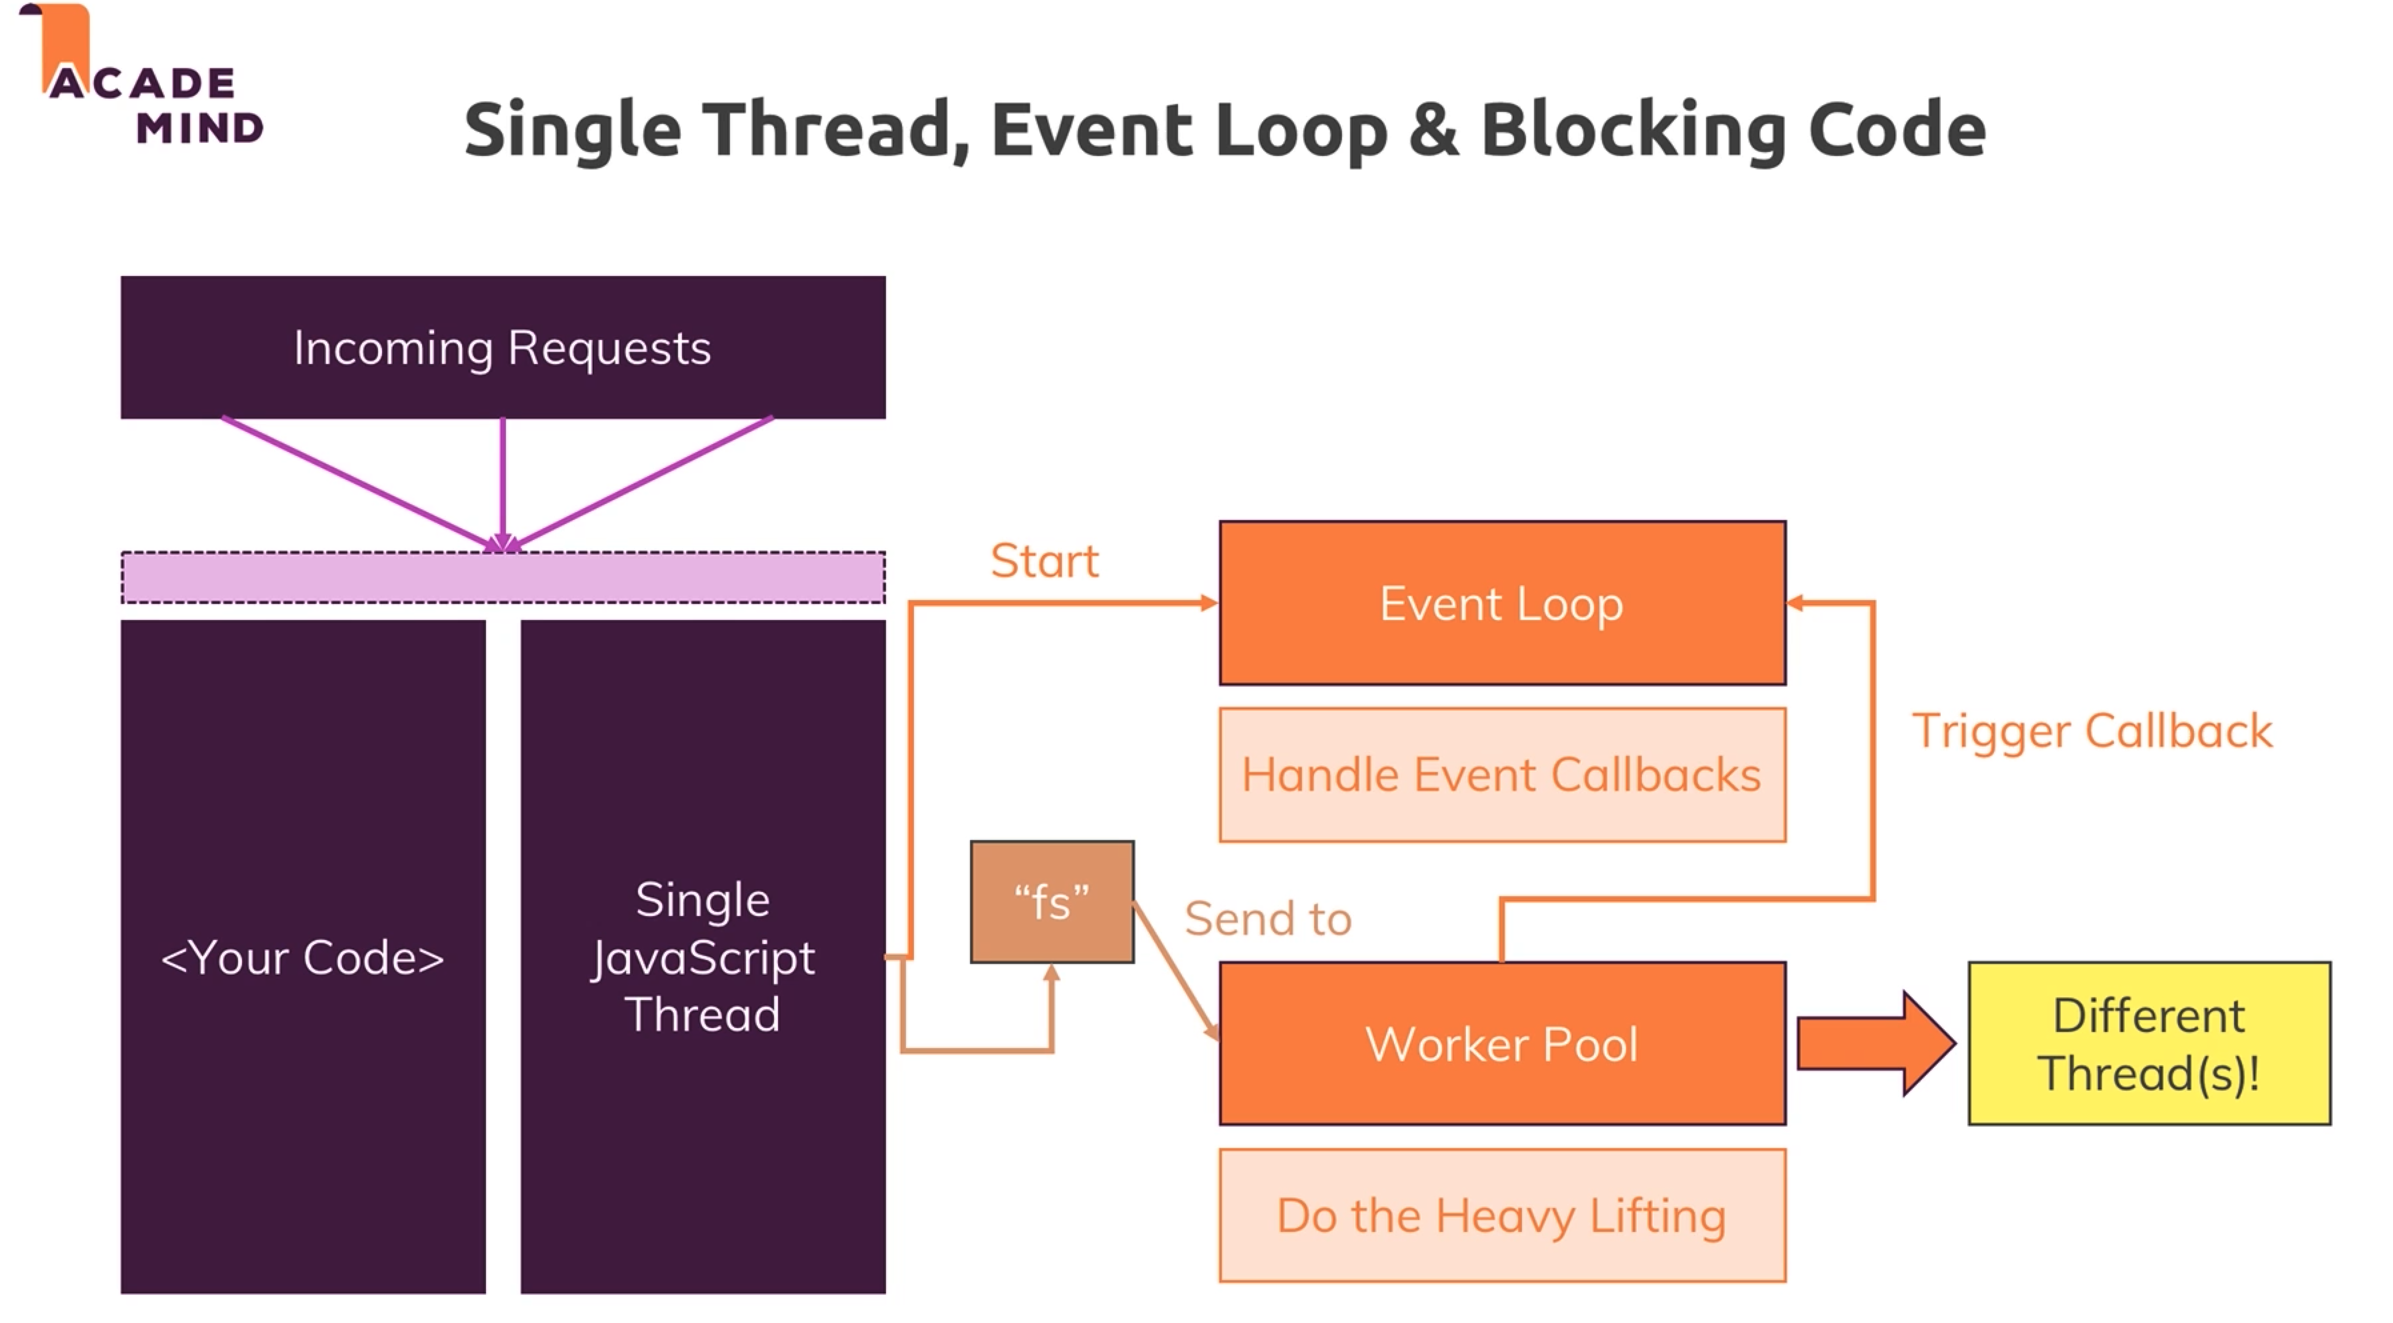 ACADE
MIND
Single Thread, Event Loop & Blocking Code
Incoming Requests
<Your Code>
Single
JavaScript
Thread
Start
Event Loop
Handle Event Callbacks
Trigger Callback
“fs”
Send to
Worker Pool
Different
Thread(s)!
Do the Heavy Lifting